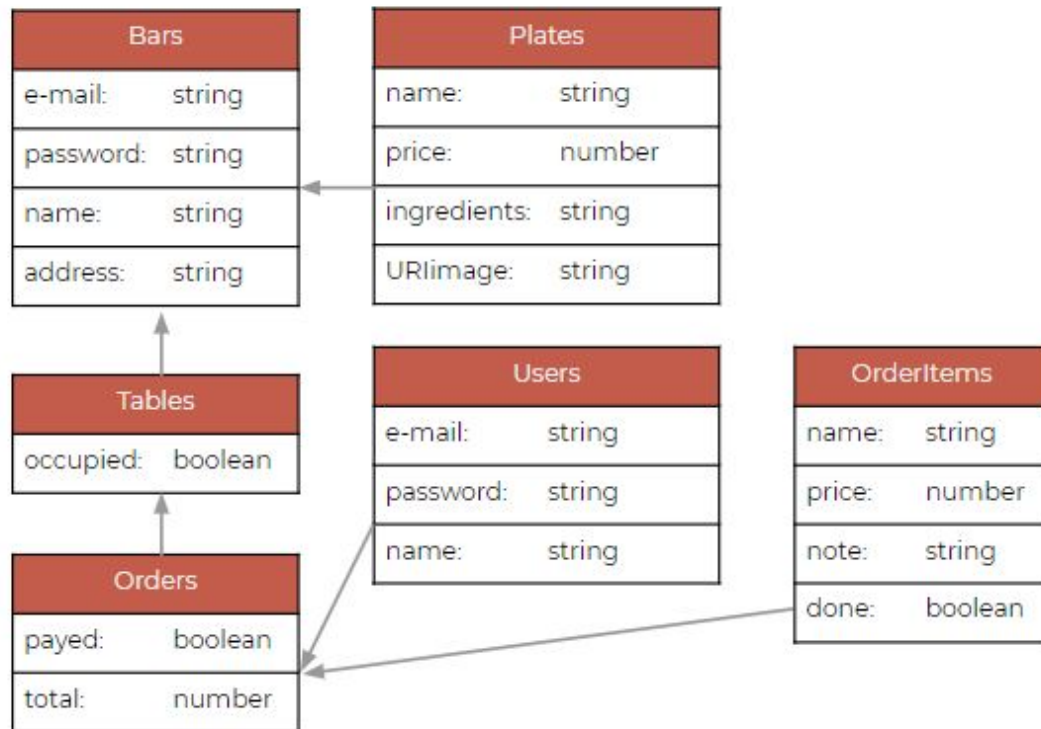 Bars
e-mail: string
password: string
name: string
address: string
Plates
name: string
price: number
ingredients: string
URIimage: string
Tables
occupied: boolean
Users
e-mail: string
password: string
name: string
OrderItems
name: string
price: number
note: string
done: boolean
Orders
payed: boolean
total: number